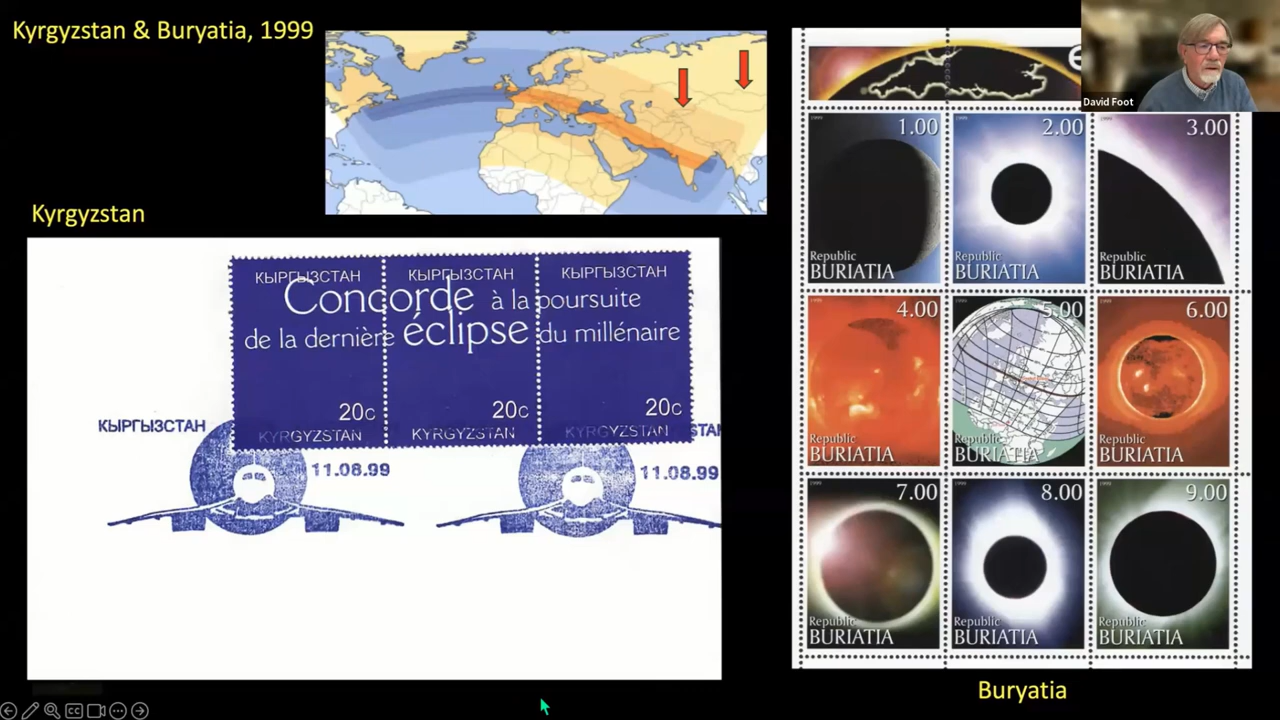 Kyrgyzstan & Buryatia, 1999
David Foot
Kyrgyzstan
КЫРГЫЗСТАН КЫРГЫЗСТАН КЫРГЫЗСТАН
Concorde à la poursuite
de la dernière éclipse du millénaire
20c 20c 20c
KYRGYZSTAN KYRGYZSTAN KYRGYZSTAN
КЫРГЫЗСТАН
11.08.99 11.08.99
e
1.00 2.00 3.00
Republic Republic Republic
BURIATIA BURIATIA BURIATIA
4.00 5.00 6.00
Republic Republic Republic
BURIATIA BURIATIA BURIATIA
7.00 8.00 9.00
Republic Republic Republic
BURIATIA BURIATIA BURIATIA
Buryatia